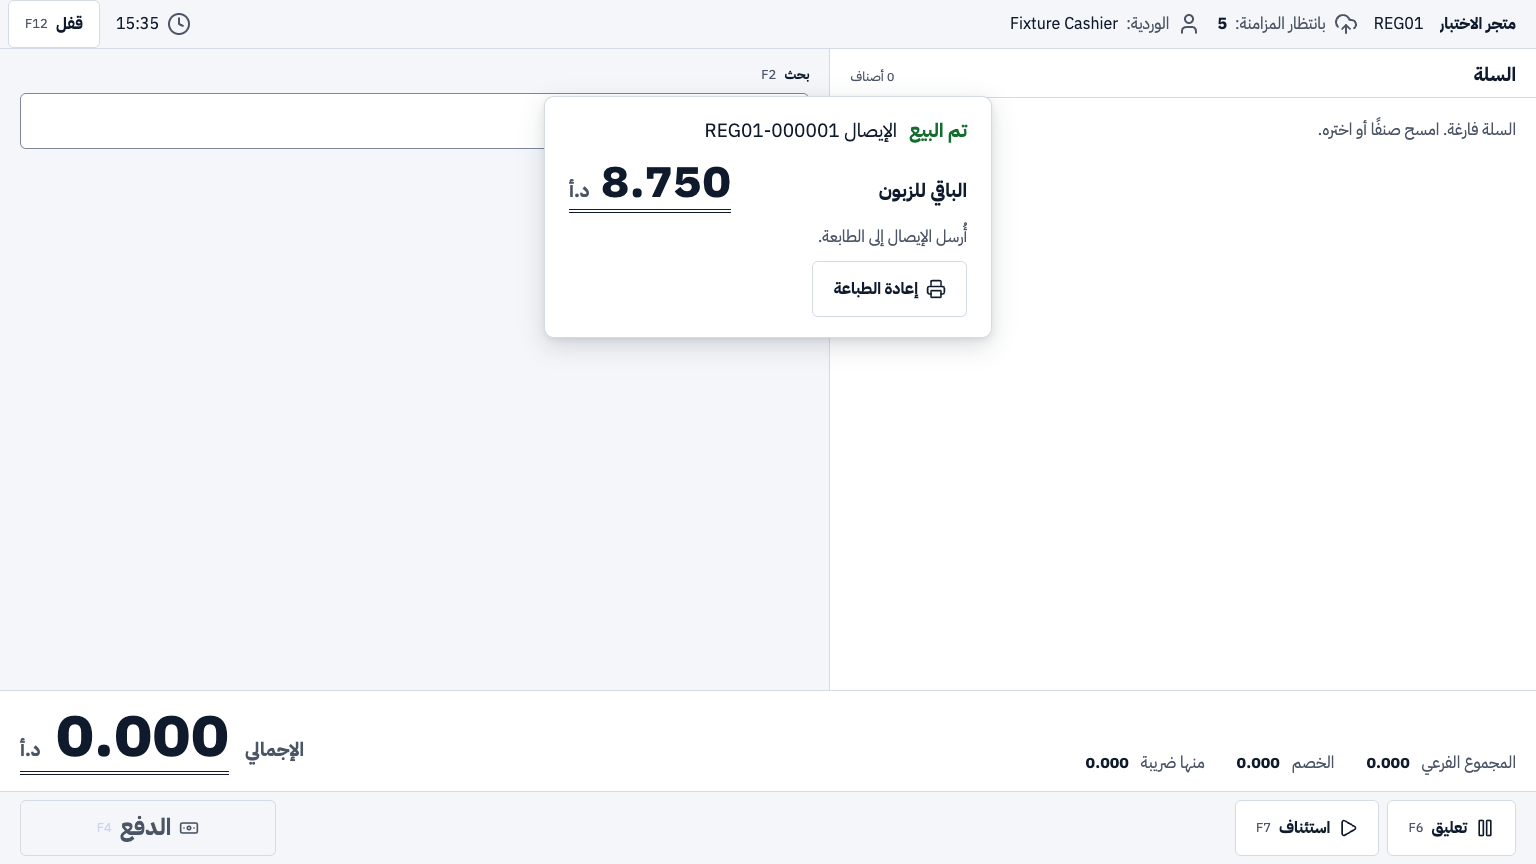 متجر الاختبار REG01 بانتظار المزامنة: 5 الوردية: Fixture Cashier 15:35 قفل F12
السلة 0 أصناف
السلة فارغة. امسح صنفًا أو اختره.
بحث F2
تم البيع الإيصال REG01-000001
الباقي للزبون 8.750 د.أ
أُرسل الإيصال إلى الطابعة.
إعادة الطباعة
المجموع الفرعي 0.000 الخصم 0.000 منها ضريبة 0.000
الإجمالي 0.000 د.أ
تعليق F6 استئناف F7 الدفع F4